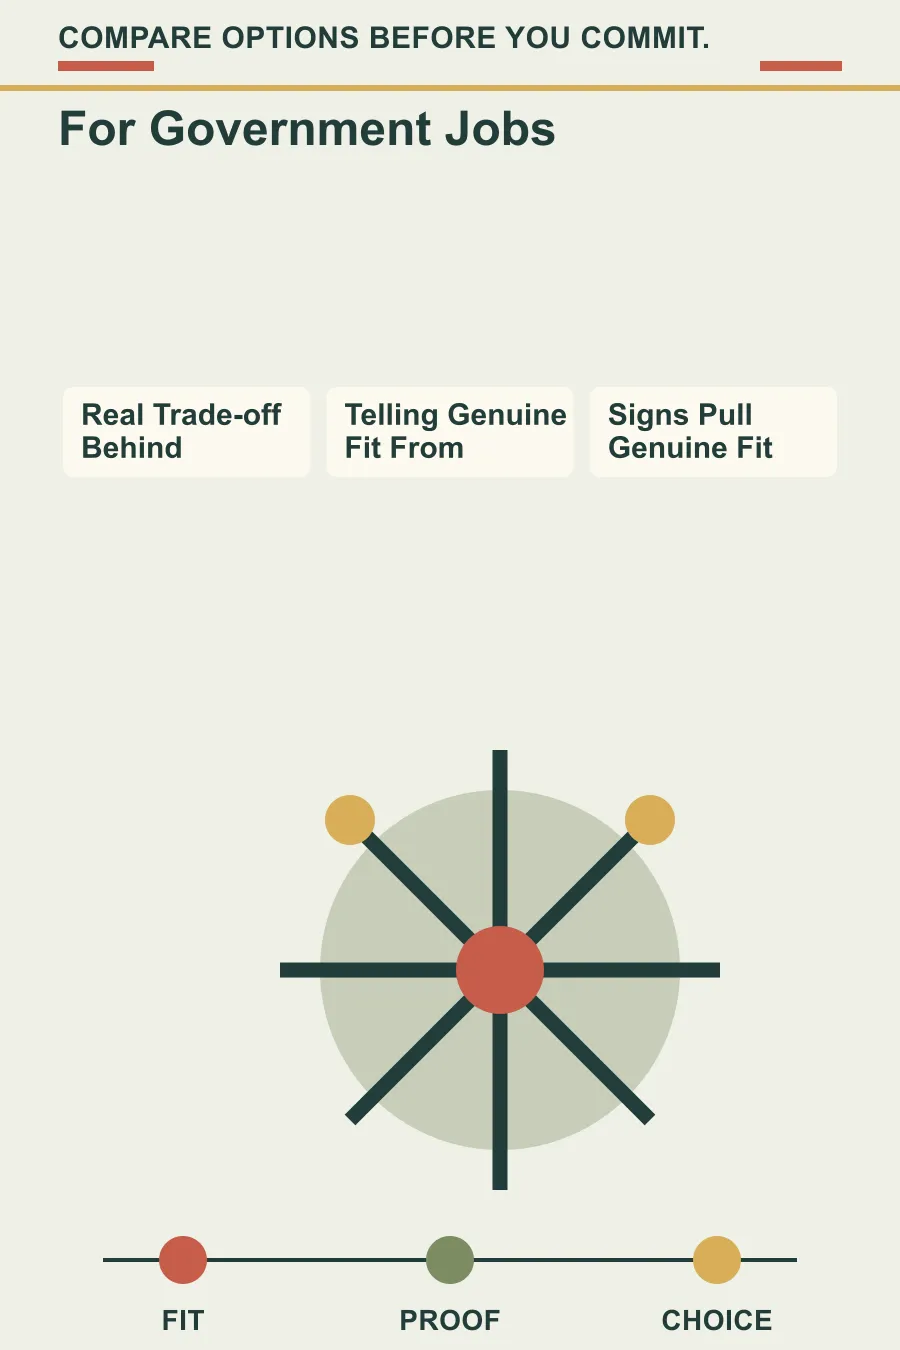 COMPARE OPTIONS BEFORE YOU COMMIT.
For Government Jobs
Real Trade-off
Behind
Telling Genuine
Fit From
Signs Pull
Genuine Fit
FIT
PROOF
CHOICE